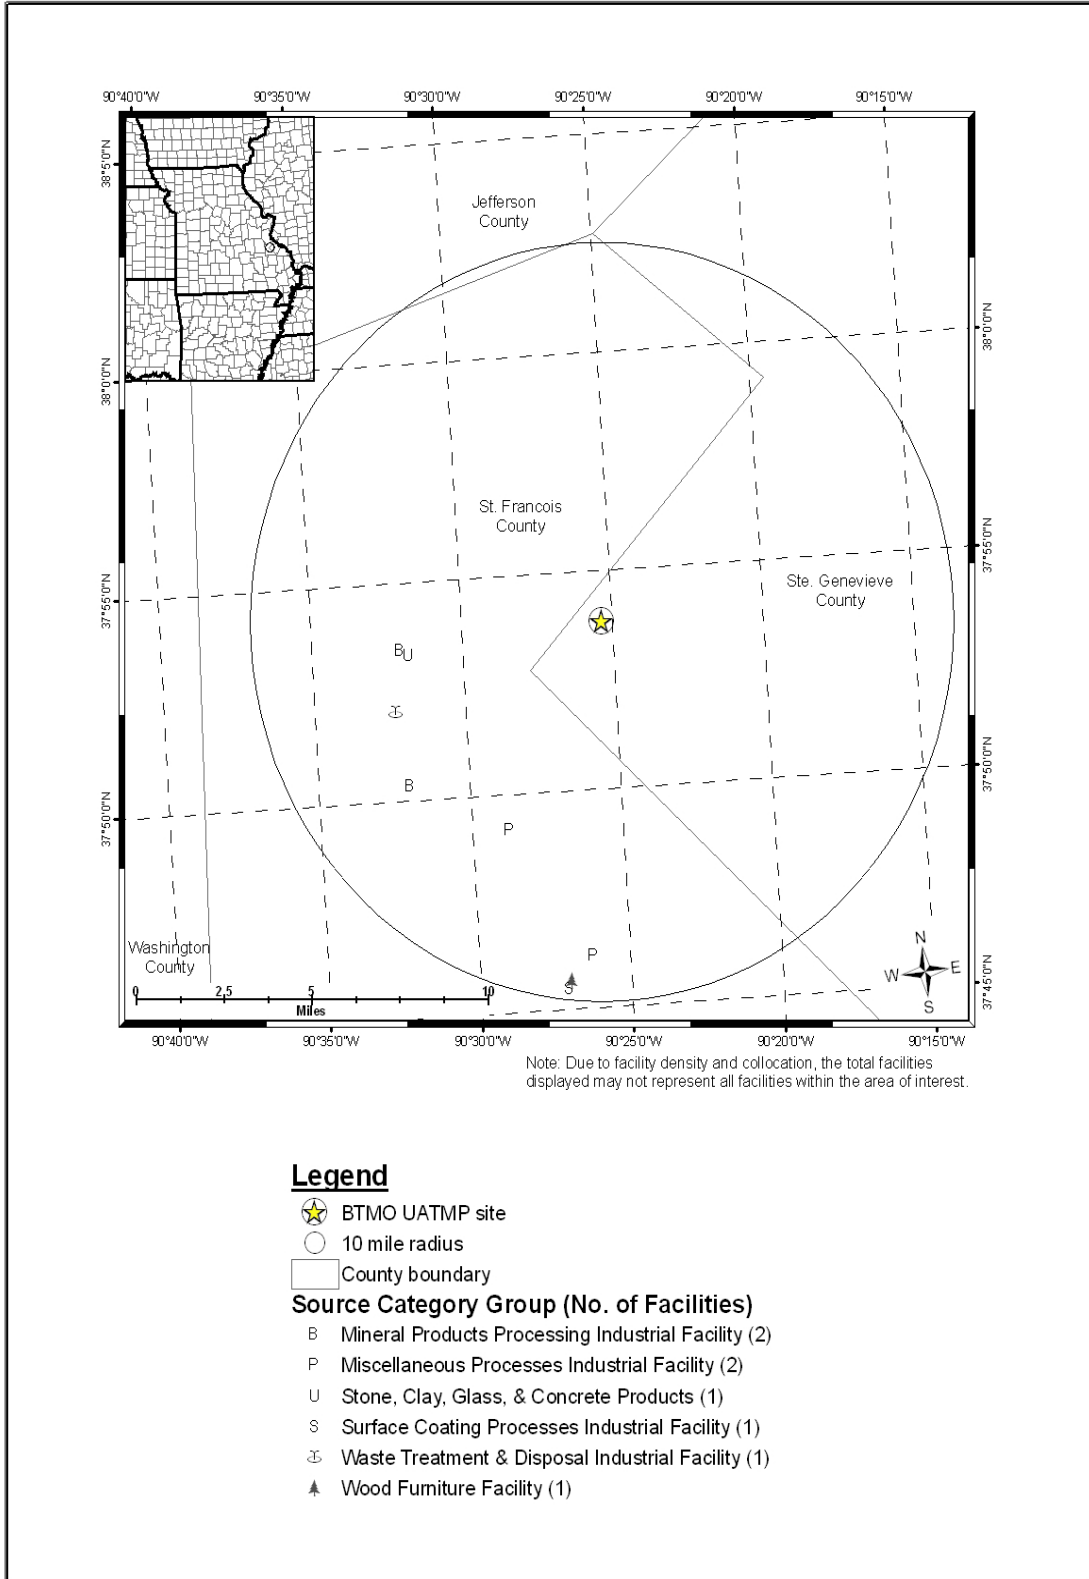 90°40'0"W 90°35'0"W 90°30'0"W 90°25'0"W 90°20'0"W 90°15'0"W
38°5'0"N
Jefferson
County
38°0'0"N
38°0'0"N
St. Francois
County
37°55'0"N
Ste. Genevieve
County
37°55'0"N
B
U
37°50'0"N
B
37°50'0"N
P
Washington
County
P
S
N
W E
S
37°45'0"N
0 2.5 5 10
Miles
90°40'0"W 90°35'0"W 90°30'0"W 90°25'0"W 90°20'0"W 90°15'0"W
Note: Due to facility density and collocation, the total facilities
displayed may not represent all facilities within the area of interest.
Legend
BTMO UATMP site
10 mile radius
County boundary
Source Category Group (No. of Facilities)
B Mineral Products Processing Industrial Facility (2)
P Miscellaneous Processes Industrial Facility (2)
U Stone, Clay, Glass, & Concrete Products (1)
S Surface Coating Processes Industrial Facility (1)
Waste Treatment & Disposal Industrial Facility (1)
Wood Furniture Facility (1)